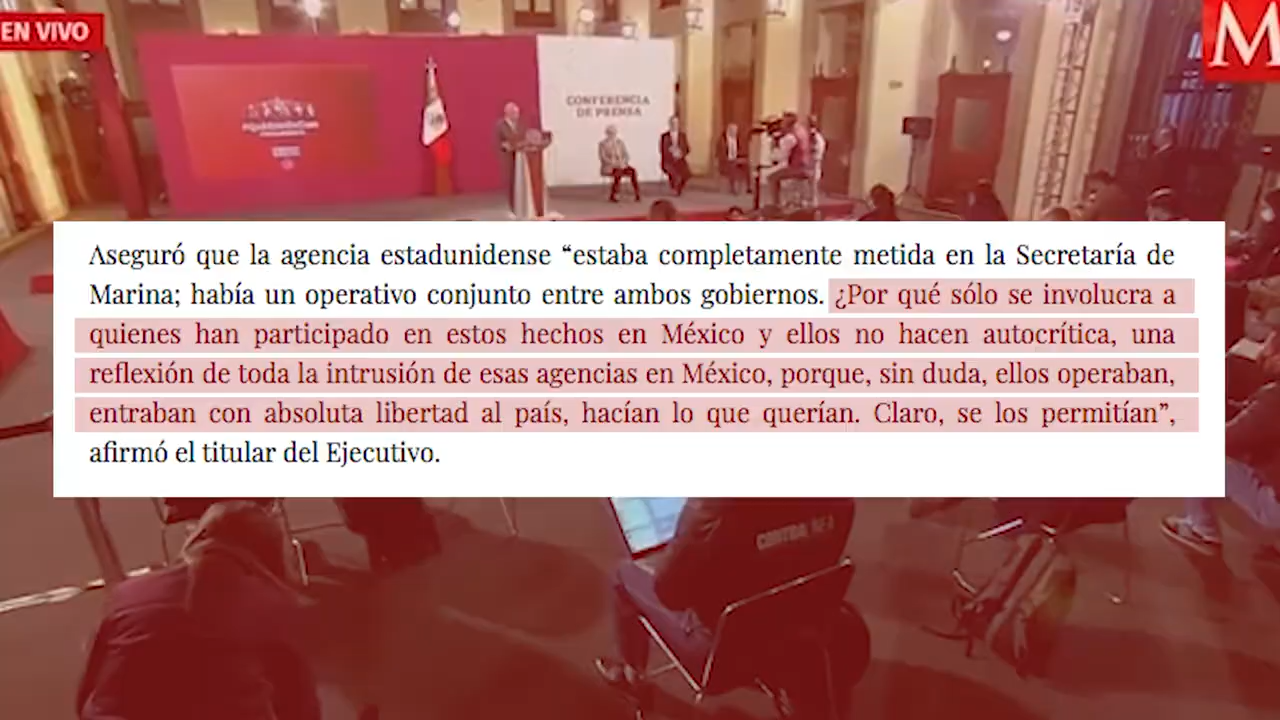 EN VIVO
M
CONFERENCIA
DE PRENSA
Aseguró que la agencia estadunidense “estaba completamente metida en la Secretaría de
Marina; había un operativo conjunto entre ambos gobiernos. ¿Por qué sólo se involucra a
quienes han participado en estos hechos en México y ellos no hacen autocrítica, una
reflexión de toda la intrusión de esas agencias en México, porque, sin duda, ellos operaban,
entraban con absoluta libertad al país, hacían lo que querían. Claro, se los permitían”,
afirmó el titular del Ejecutivo.